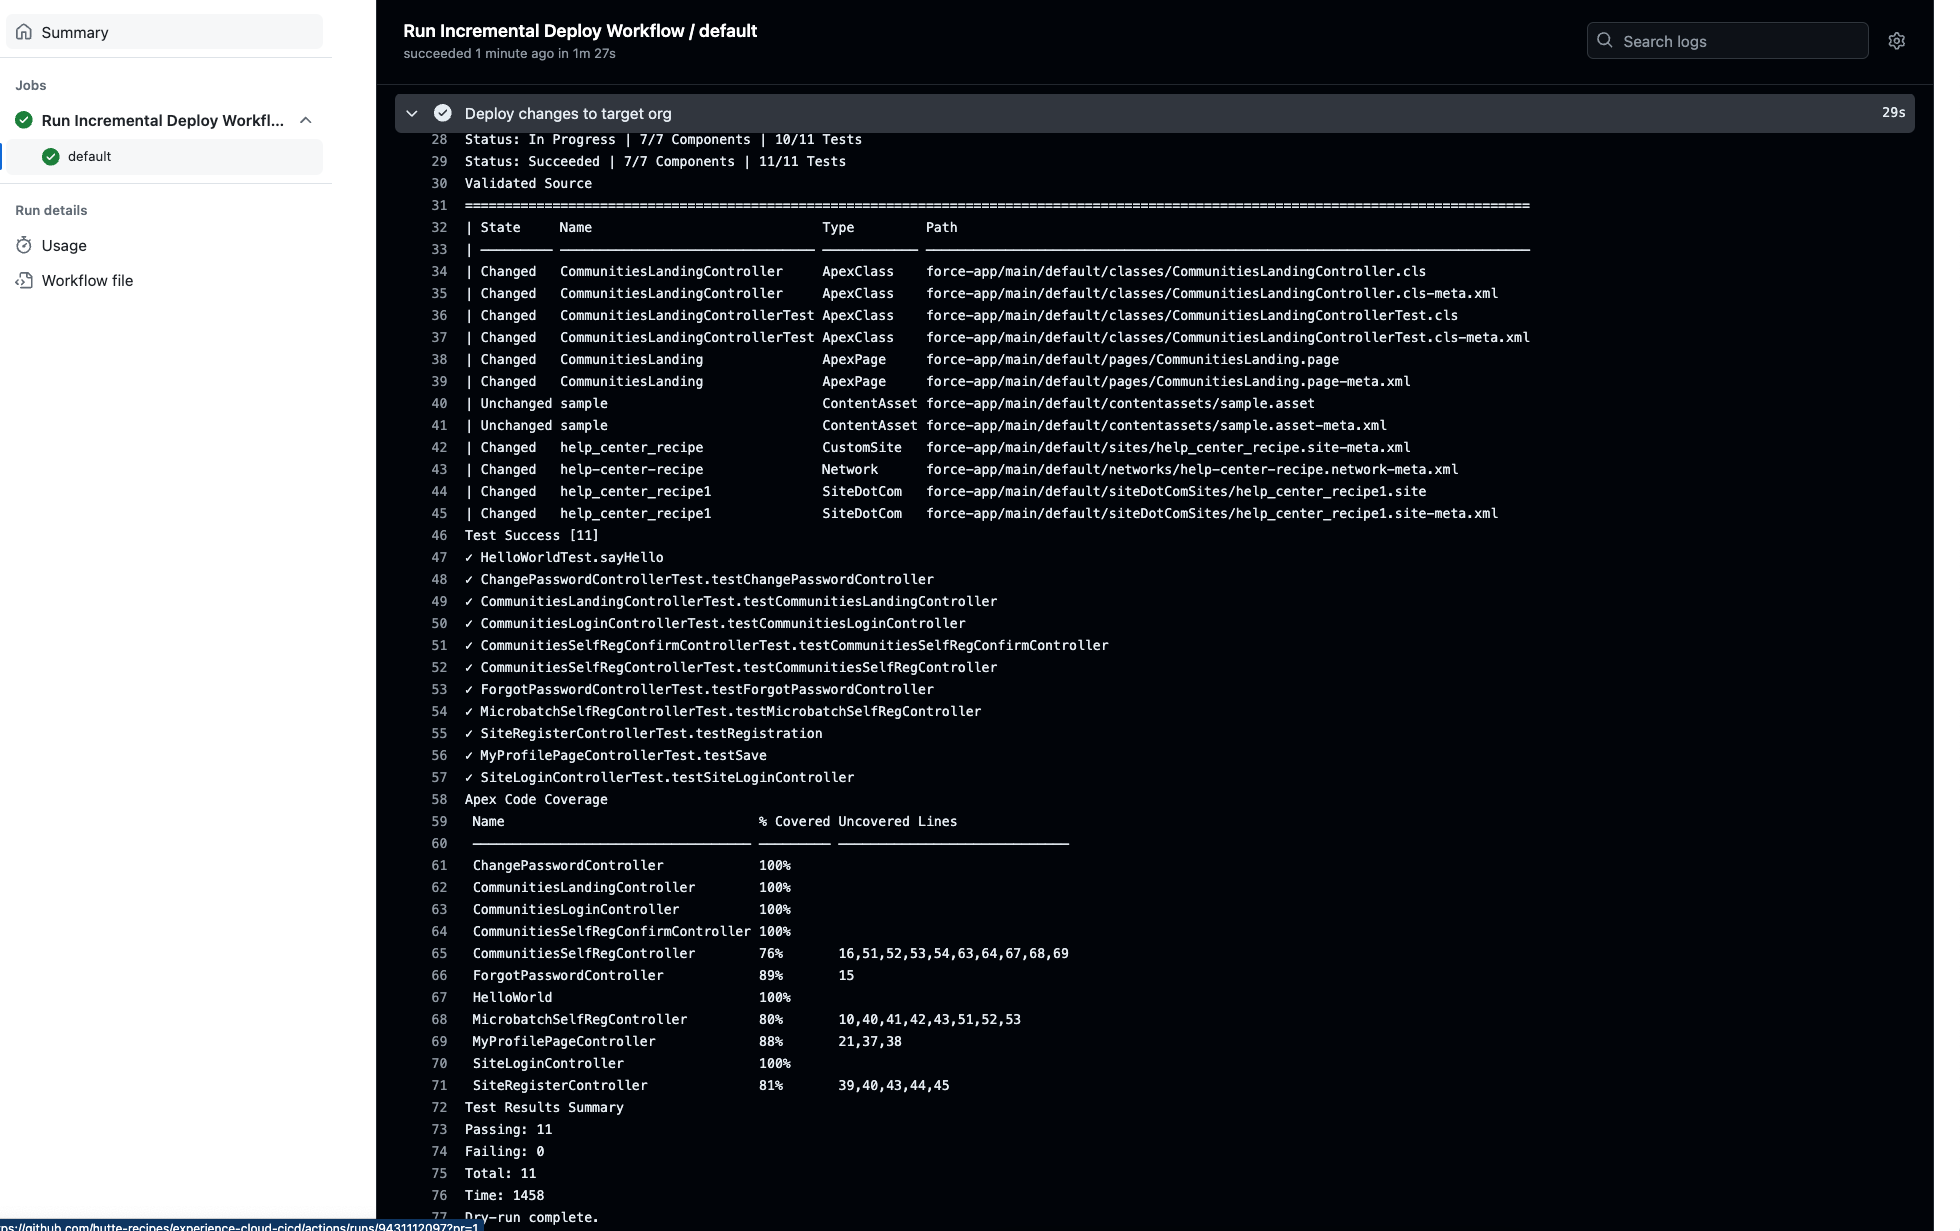 Summary
Jobs
Run Incremental Deploy Workfl...
default
Run details
Usage
Workflow file
Run Incremental Deploy Workflow / default
succeeded 1 minute ago in 1m 27s
Search logs
Deploy changes to target org 29s
28 Status: In Progress | 7/7 Components | 10/11 Tests
29 Status: Succeeded | 7/7 Components | 11/11 Tests
30 Validated Source
31 ======================================================================================================================================
32 | State Name Type Path
33 | ───────── ──────────────────────────────── ──────────── ────────────────────────────────────────────────────────────────────────────
34 | Changed CommunitiesLandingController ApexClass force-app/main/default/classes/CommunitiesLandingController.cls
35 | Changed CommunitiesLandingController ApexClass force-app/main/default/classes/CommunitiesLandingController.cls-meta.xml
36 | Changed CommunitiesLandingControllerTest ApexClass force-app/main/default/classes/CommunitiesLandingControllerTest.cls
37 | Changed CommunitiesLandingControllerTest ApexClass force-app/main/default/classes/CommunitiesLandingControllerTest.cls-meta.xml
38 | Changed CommunitiesLanding ApexPage force-app/main/default/pages/CommunitiesLanding.page
39 | Changed CommunitiesLanding ApexPage force-app/main/default/pages/CommunitiesLanding.page-meta.xml
40 | Unchanged sample ContentAsset force-app/main/default/contentassets/sample.asset
41 | Unchanged sample ContentAsset force-app/main/default/contentassets/sample.asset-meta.xml
42 | Changed help_center_recipe CustomSite force-app/main/default/sites/help_center_recipe.site-meta.xml
43 | Changed help-center-recipe Network force-app/main/default/networks/help-center-recipe.network-meta.xml
44 | Changed help_center_recipe1 SiteDotCom force-app/main/default/siteDotComSites/help_center_recipe1.site
45 | Changed help_center_recipe1 SiteDotCom force-app/main/default/siteDotComSites/help_center_recipe1.site-meta.xml
46 Test Success [11]
47 ✓ HelloWorldTest.sayHello
48 ✓ ChangePasswordControllerTest.testChangePasswordController
49 ✓ CommunitiesLandingControllerTest.testCommunitiesLandingController
50 ✓ CommunitiesLoginControllerTest.testCommunitiesLoginController
51 ✓ CommunitiesSelfRegConfirmControllerTest.testCommunitiesSelfRegConfirmController
52 ✓ CommunitiesSelfRegControllerTest.testCommunitiesSelfRegController
53 ✓ ForgotPasswordControllerTest.testForgotPasswordController
54 ✓ MicrobatchSelfRegControllerTest.testMicrobatchSelfRegController
55 ✓ SiteRegisterControllerTest.testRegistration
56 ✓ MyProfilePageControllerTest.testSave
57 ✓ SiteLoginControllerTest.testSiteLoginController
58 Apex Code Coverage
59 Name % Covered Uncovered Lines
60 ─────────────────────────────────── ───────── ─────────────────────────────
61 ChangePasswordController 100%
62 CommunitiesLandingController 100%
63 CommunitiesLoginController 100%
64 CommunitiesSelfRegConfirmController 100%
65 CommunitiesSelfRegController 76% 16,51,52,53,54,63,64,67,68,69
66 ForgotPasswordController 89% 15
67 HelloWorld 100%
68 MicrobatchSelfRegController 80% 10,40,41,42,43,51,52,53
69 MyProfilePageController 88% 21,37,38
70 SiteLoginController 100%
71 SiteRegisterController 81% 39,40,43,44,45
72 Test Results Summary
73 Passing: 11
74 Failing: 0
75 Total: 11
76 Time: 1458
77 Dry-run complete.
ps://github.com/hutte-recipes/experience-cloud-cicd/actions/runs/9431112097?pr=1